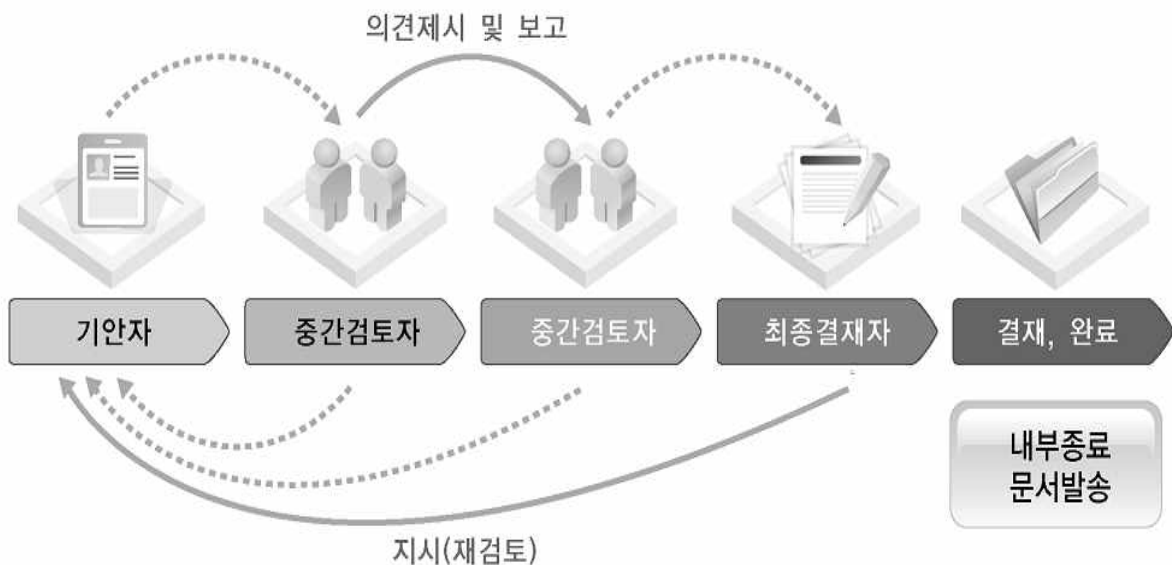 의견제시 및 보고
기안자
중간검토자
중간검토자
최종결재자
결재, 완료
내부종료
문서발송
지시(재검토)